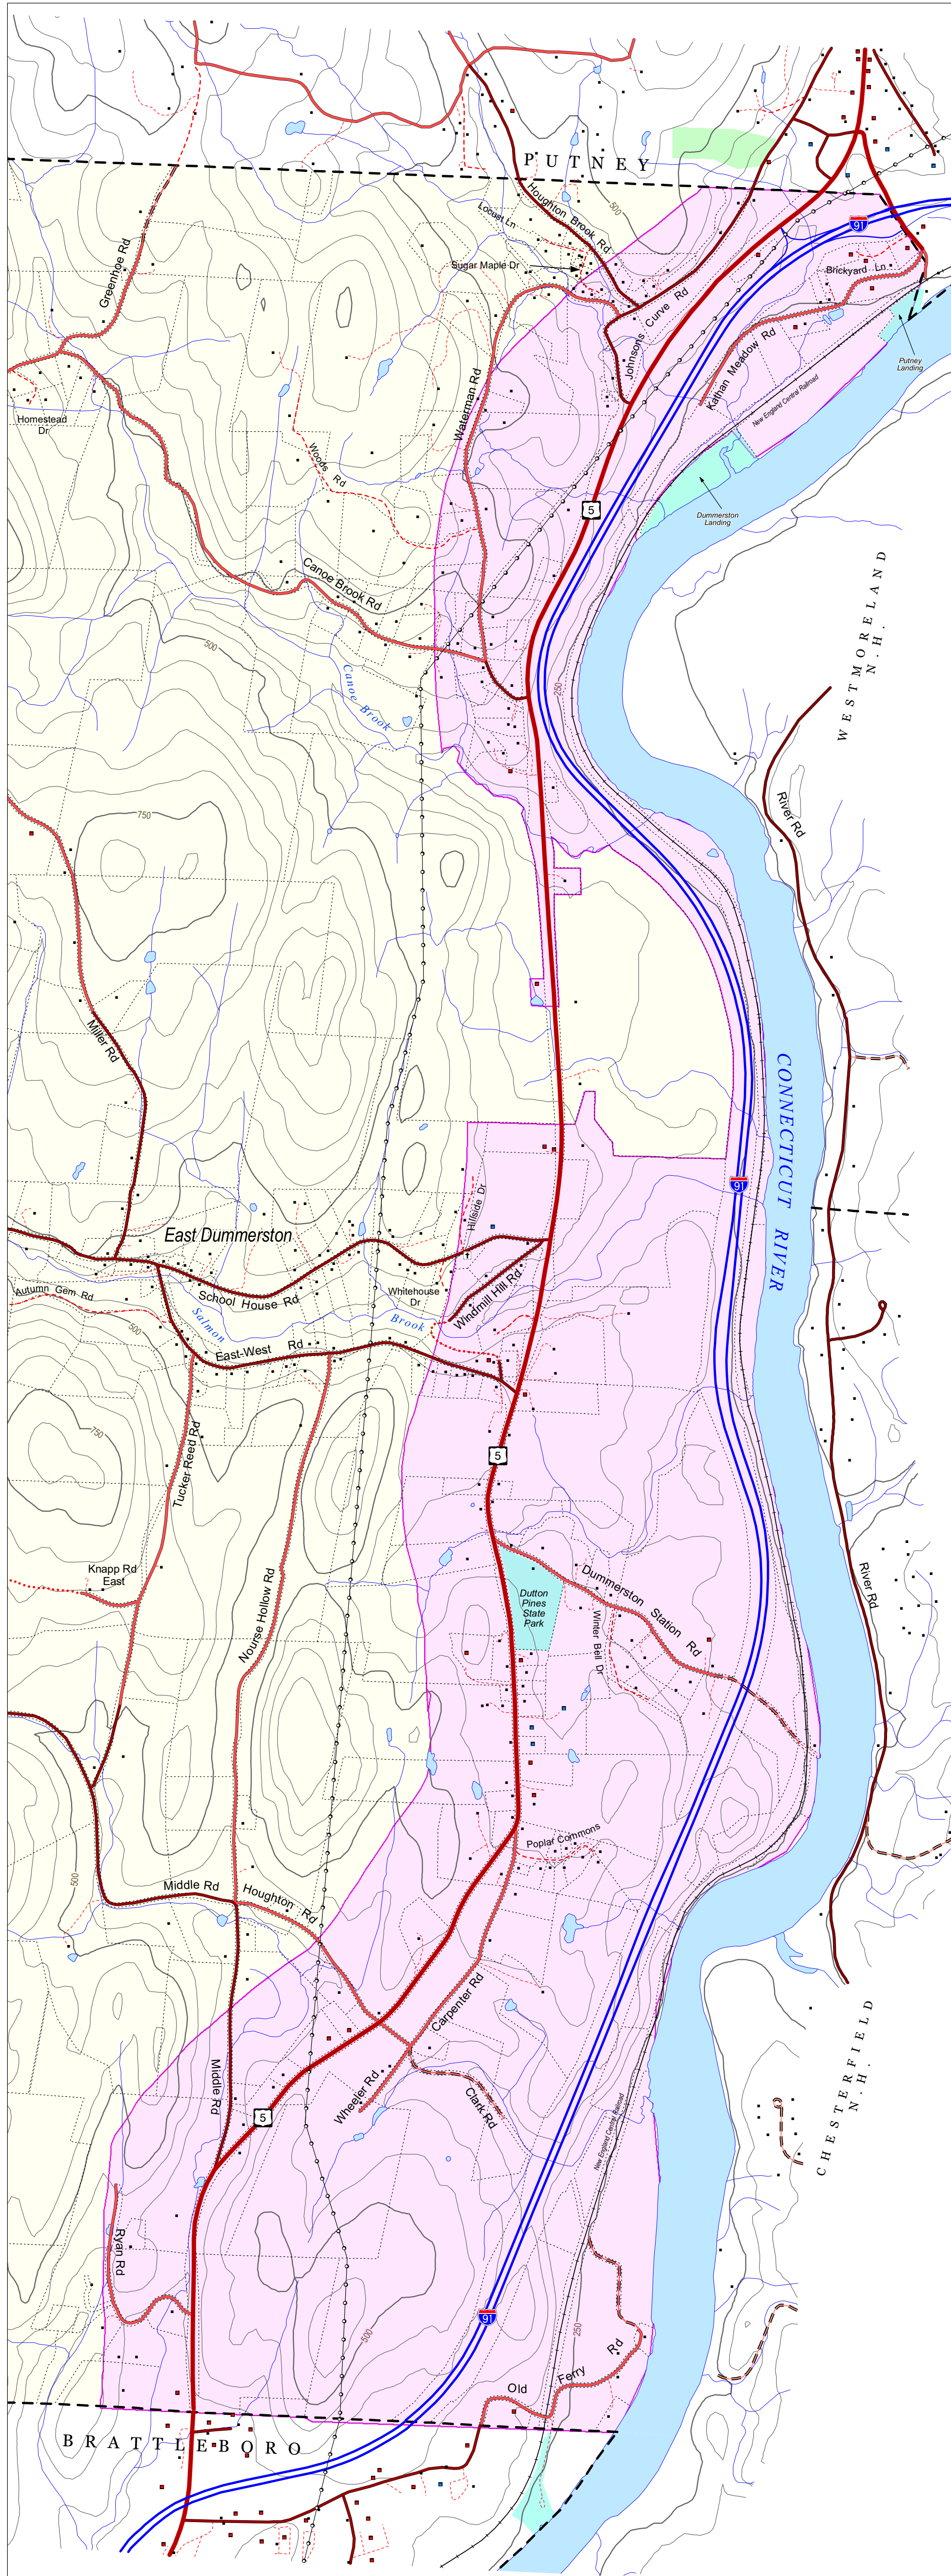 PUTNEY
Houghton Brook Rd
500
Locust Ln
Sugar Maple Dr
91
Greenhoe Rd
Brickyard Ln
Johnsons Curve Rd
Kathan Meadow Rd
Putney
Landing
New England Central Railroad
Waterman Rd
Homestead
Dr
Woods Rd
5
Dummerston
Landing
Canoe Brook Rd
WESTMORELAND
N.H.
500
Canoe Brook
250
750
River Rd
Miller Rd
CONNECTICUT RIVER
91
Hillside Dr
East Dummerston
School House Rd
Autumn Gem Rd
Whitehouse
Dr
Windmill Hill Rd
Salmon Brook
500
East-West Rd
750
Tucker Reed Rd
5
Knapp Rd
East
Nourse Hollow Rd
Dutton
Pines
State
Park
Dummerston Station Rd
Winter Bell Dr
River Rd
Poplar Commons
500
Middle Rd
Houghton Rd
Carpenter Rd
Wheeler Rd
Clark Rd
Middle Rd
5
New England Central Railroad
CHESTERFIELD
N.H.
Ryan Rd
91
500
250
Old Ferry Rd
BRATTLEBORO